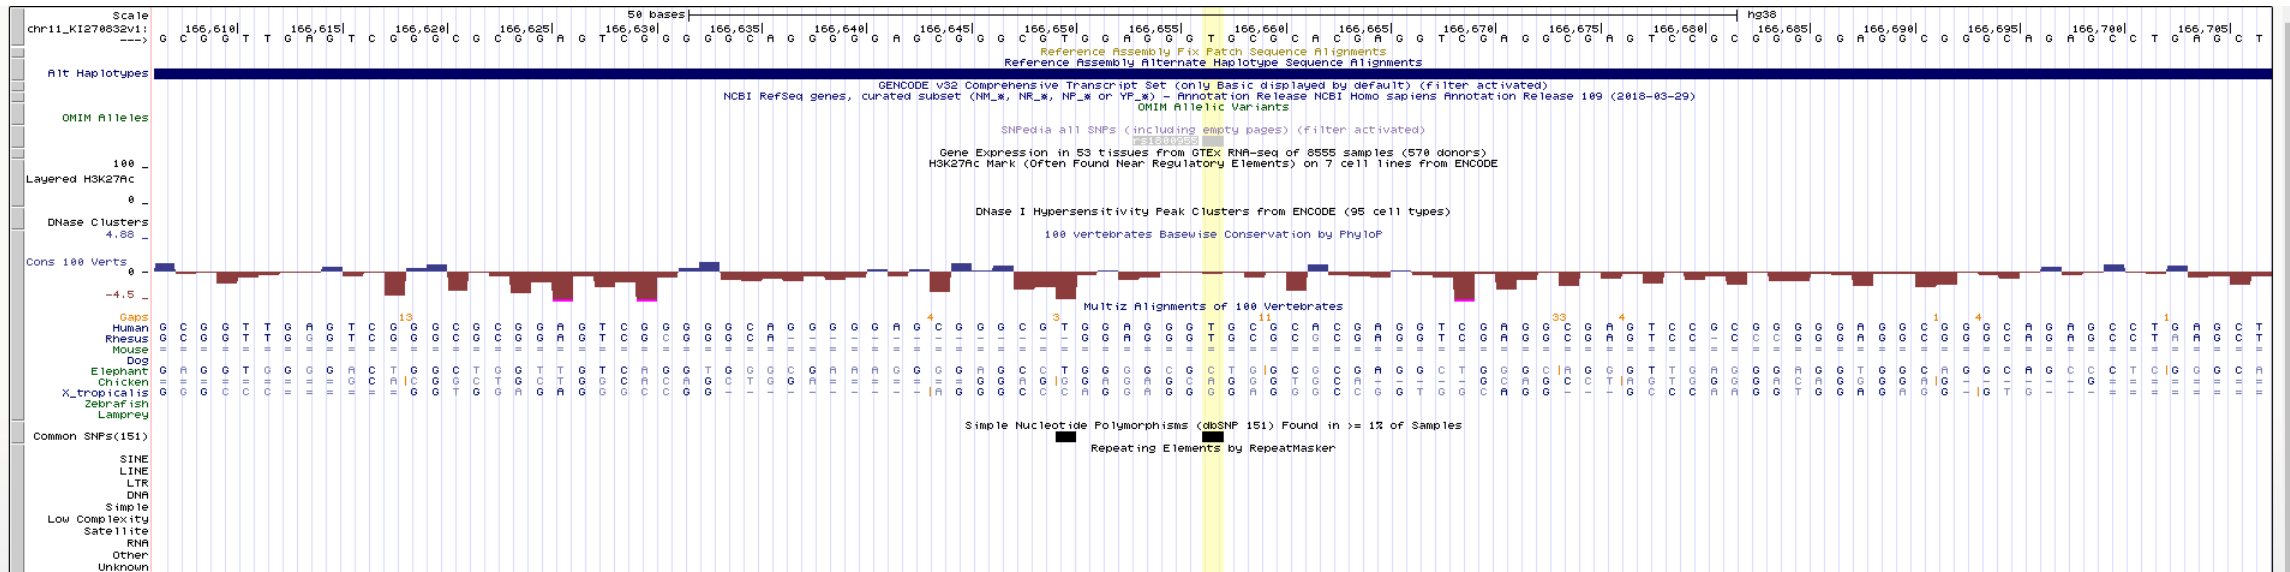 Scale 50 bases hg38
chr11_KI270832v1: 166,610| 166,615| 166,620| 166,625| 166,630| 166,635| 166,640| 166,645| 166,650| 166,655| 166,660| 166,665| 166,670| 166,675| 166,680| 166,685| 166,690| 166,695| 166,700| 166,705|
---> G C G G T T G A G T C G G G C G C G G A G T C G G G G G C A G G G G G A G C G G G C G T G G A G G G T G C G C A C G A G G T C G A G G C G A G T C C G C G G G G G A G G C G G G C A G A G C C T G A G C T
Reference Assembly Fix Patch Sequence Alignments
Reference Assembly Alternate Haplotype Sequence Alignments
Alt Haplotypes
GENCODE v32 Comprehensive Transcript Set (only Basic displayed by default) (filter activated)
NCBI RefSeq genes, curated subset (NM_*, NR_*, NP_* or YP_*) - Annotation Release NCBI Homo sapiens Annotation Release 109 (2018-03-29)
OMIM Allelic Variants
OMIM Alleles
SNPedia all SNPs (including empty pages) (filter activated)
rs1800955
Gene Expression in 53 tissues from GTEx RNA-seq of 8555 samples (570 donors)
100 _
H3K27Ac Mark (Often Found Near Regulatory Elements) on 7 cell lines from ENCODE
Layered H3K27Ac
0 _
DNase I Hypersensitivity Peak Clusters from ENCODE (95 cell types)
DNase Clusters
4.88 _
100 vertebrates Basewise Conservation by PhyloP
Cons 100 Verts
0 _
-4.5 _
Multiz Alignments of 100 Vertebrates
Gaps 13 4 3 11 33 4 1 4 1
Human G C G G T T G A G T C G G G C G C G G A G T C G G G G G C A G G G G G A G C G G G C G T G G A G G G T G C G C A C G A G G T C G A G G C G A G T C C G C G G G G G A G G C G G G C A G A G C C T G A G C T
Rhesus G C G G T T G G G T C G G G C G C G G A G T C G C G G G C A - - - - - - - - - - - - - - G G A G G G T G C G C G C G A G G T C G A G G C G A G T C C - C C G G G G A G G C G G G C A G A G C C T A A G C T
Mouse
Dog
Elephant
Chicken
X_tropicalis
Zebrafish
Lamprey
Simple Nucleotide Polymorphisms (dbSNP 151) Found in >= 1% of Samples
Common SNPs(151)
Repeating Elements by RepeatMasker
SINE
LINE
LTR
DNA
Simple
Low Complexity
Satellite
RNA
Other
Unknown